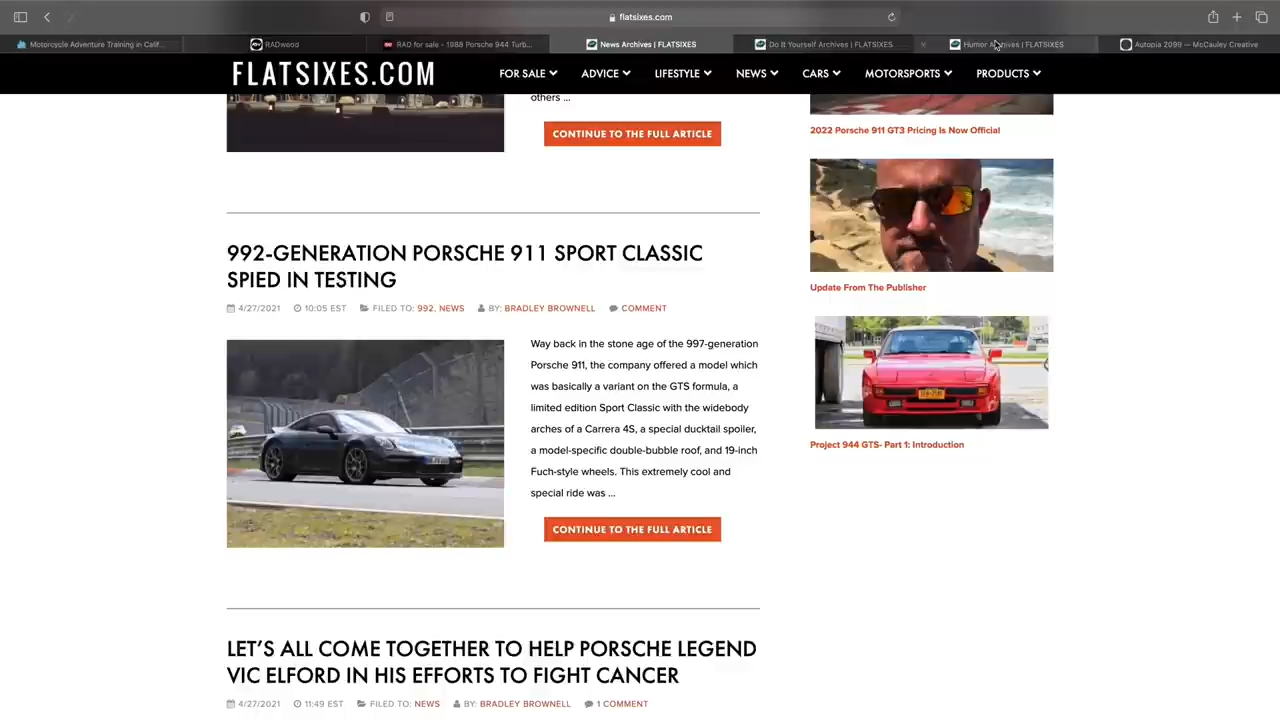 flatsixes.com
Motorcycle Adventure Training in Calif...
RADwood
RAD for sale - 1988 Porsche 944 Turb...
News Archives | FLATSIXES
Do It Yourself Archives | FLATSIXES
Humor Archives | FLATSIXES
Autopia 2099 — McCauley Creative
FLATSIXES.COM
FOR SALE
ADVICE
LIFESTYLE
NEWS
CARS
MOTORSPORTS
PRODUCTS
others ...
CONTINUE TO THE FULL ARTICLE
2022 Porsche 911 GT3 Pricing Is Now Official
992-GENERATION PORSCHE 911 SPORT CLASSIC
SPIED IN TESTING
4/27/2021 10:05 EST FILED TO: 992, NEWS BY: BRADLEY BROWNELL COMMENT
Update From The Publisher
Way back in the stone age of the 997-generation
Porsche 911, the company offered a model which
was basically a variant on the GTS formula, a
limited edition Sport Classic with the widebody
arches of a Carrera 4S, a special ducktail spoiler,
a model-specific double-bubble roof, and 19-inch
Fuch-style wheels. This extremely cool and
special ride was ...
CONTINUE TO THE FULL ARTICLE
Project 944 GTS- Part 1: Introduction
LET'S ALL COME TOGETHER TO HELP PORSCHE LEGEND
VIC ELFORD IN HIS EFFORTS TO FIGHT CANCER
4/27/2021 11:49 EST FILED TO: NEWS BY: BRADLEY BROWNELL 1 COMMENT